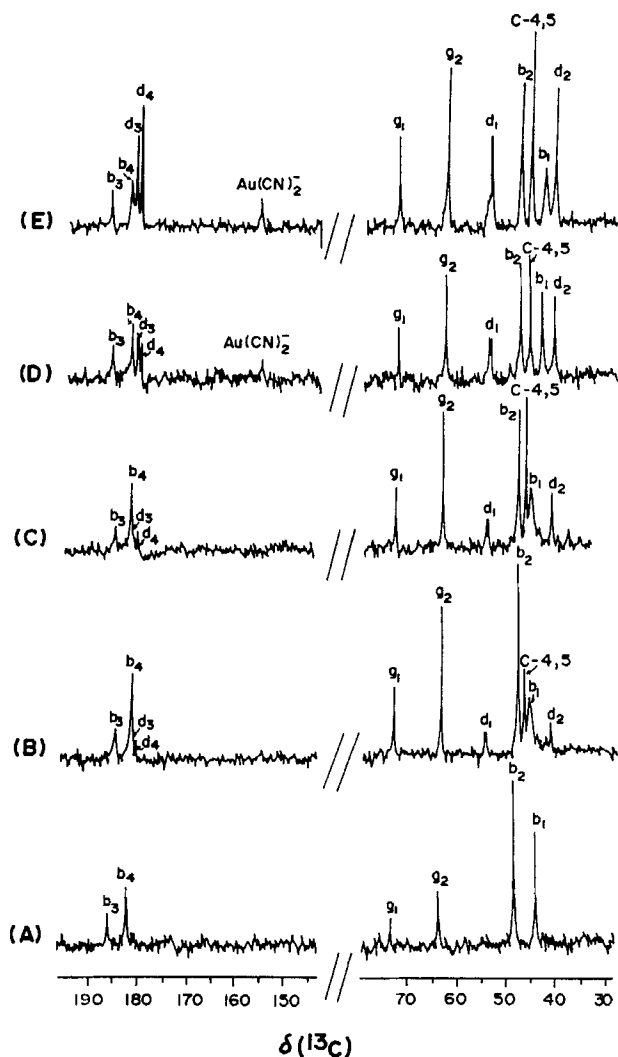 C-4,5
g₂
d₄
b₂
d₂
d₃
g₁
d₁
b₄
b₁
b₃
Au(CN)₂⁻
(E)
g₂
b₂
C-4,5
b₄
d₃
g₁
b₁
d₂
b₃
d₄
Au(CN)₂⁻
d₁
(D)
g₂
b₂
C-4,5
b₄
g₁
b₁
d₂
b₃
d₃
d₄
d₁
(C)
b₂
g₂
b₄
g₁
C-4,5
b₁
b₃
d₃
d₄
d₁
d₂
(B)
b₂
b₁
b₄
g₂
b₃
g₁
(A)
190 180 170 160 150 70 60 50 40 30
δ(¹³C)